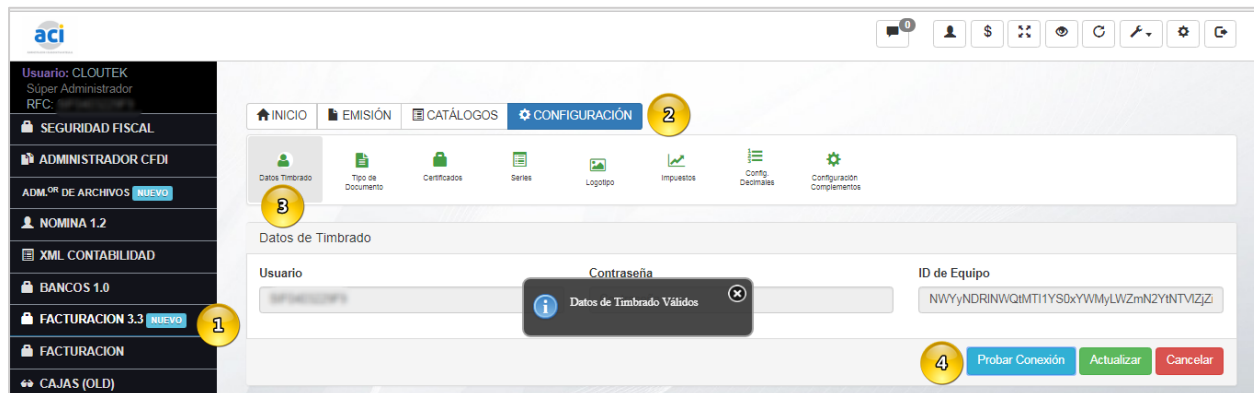 aci
0
$
Usuario: CLOUTEK
Súper Administrador
RFC:
SEGURIDAD FISCAL
ADMINISTRADOR CFDI
ADM.OR DE ARCHIVOS NUEVO
NOMINA 1.2
XML CONTABILIDAD
BANCOS 1.0
FACTURACION 3.3 NUEVO
1
FACTURACION
CAJAS (OLD)
INICIO EMISIÓN CATÁLOGOS CONFIGURACIÓN 2
Datos Timbrado
Tipo de Documento
Certificados
Series
Logotipo
Impuestos
Config. Decimales
Configuración Complementos
3
Datos de Timbrado
Usuario Contraseña ID de Equipo
Datos de Timbrado Válidos
4 Probar Conexión Actualizar Cancelar